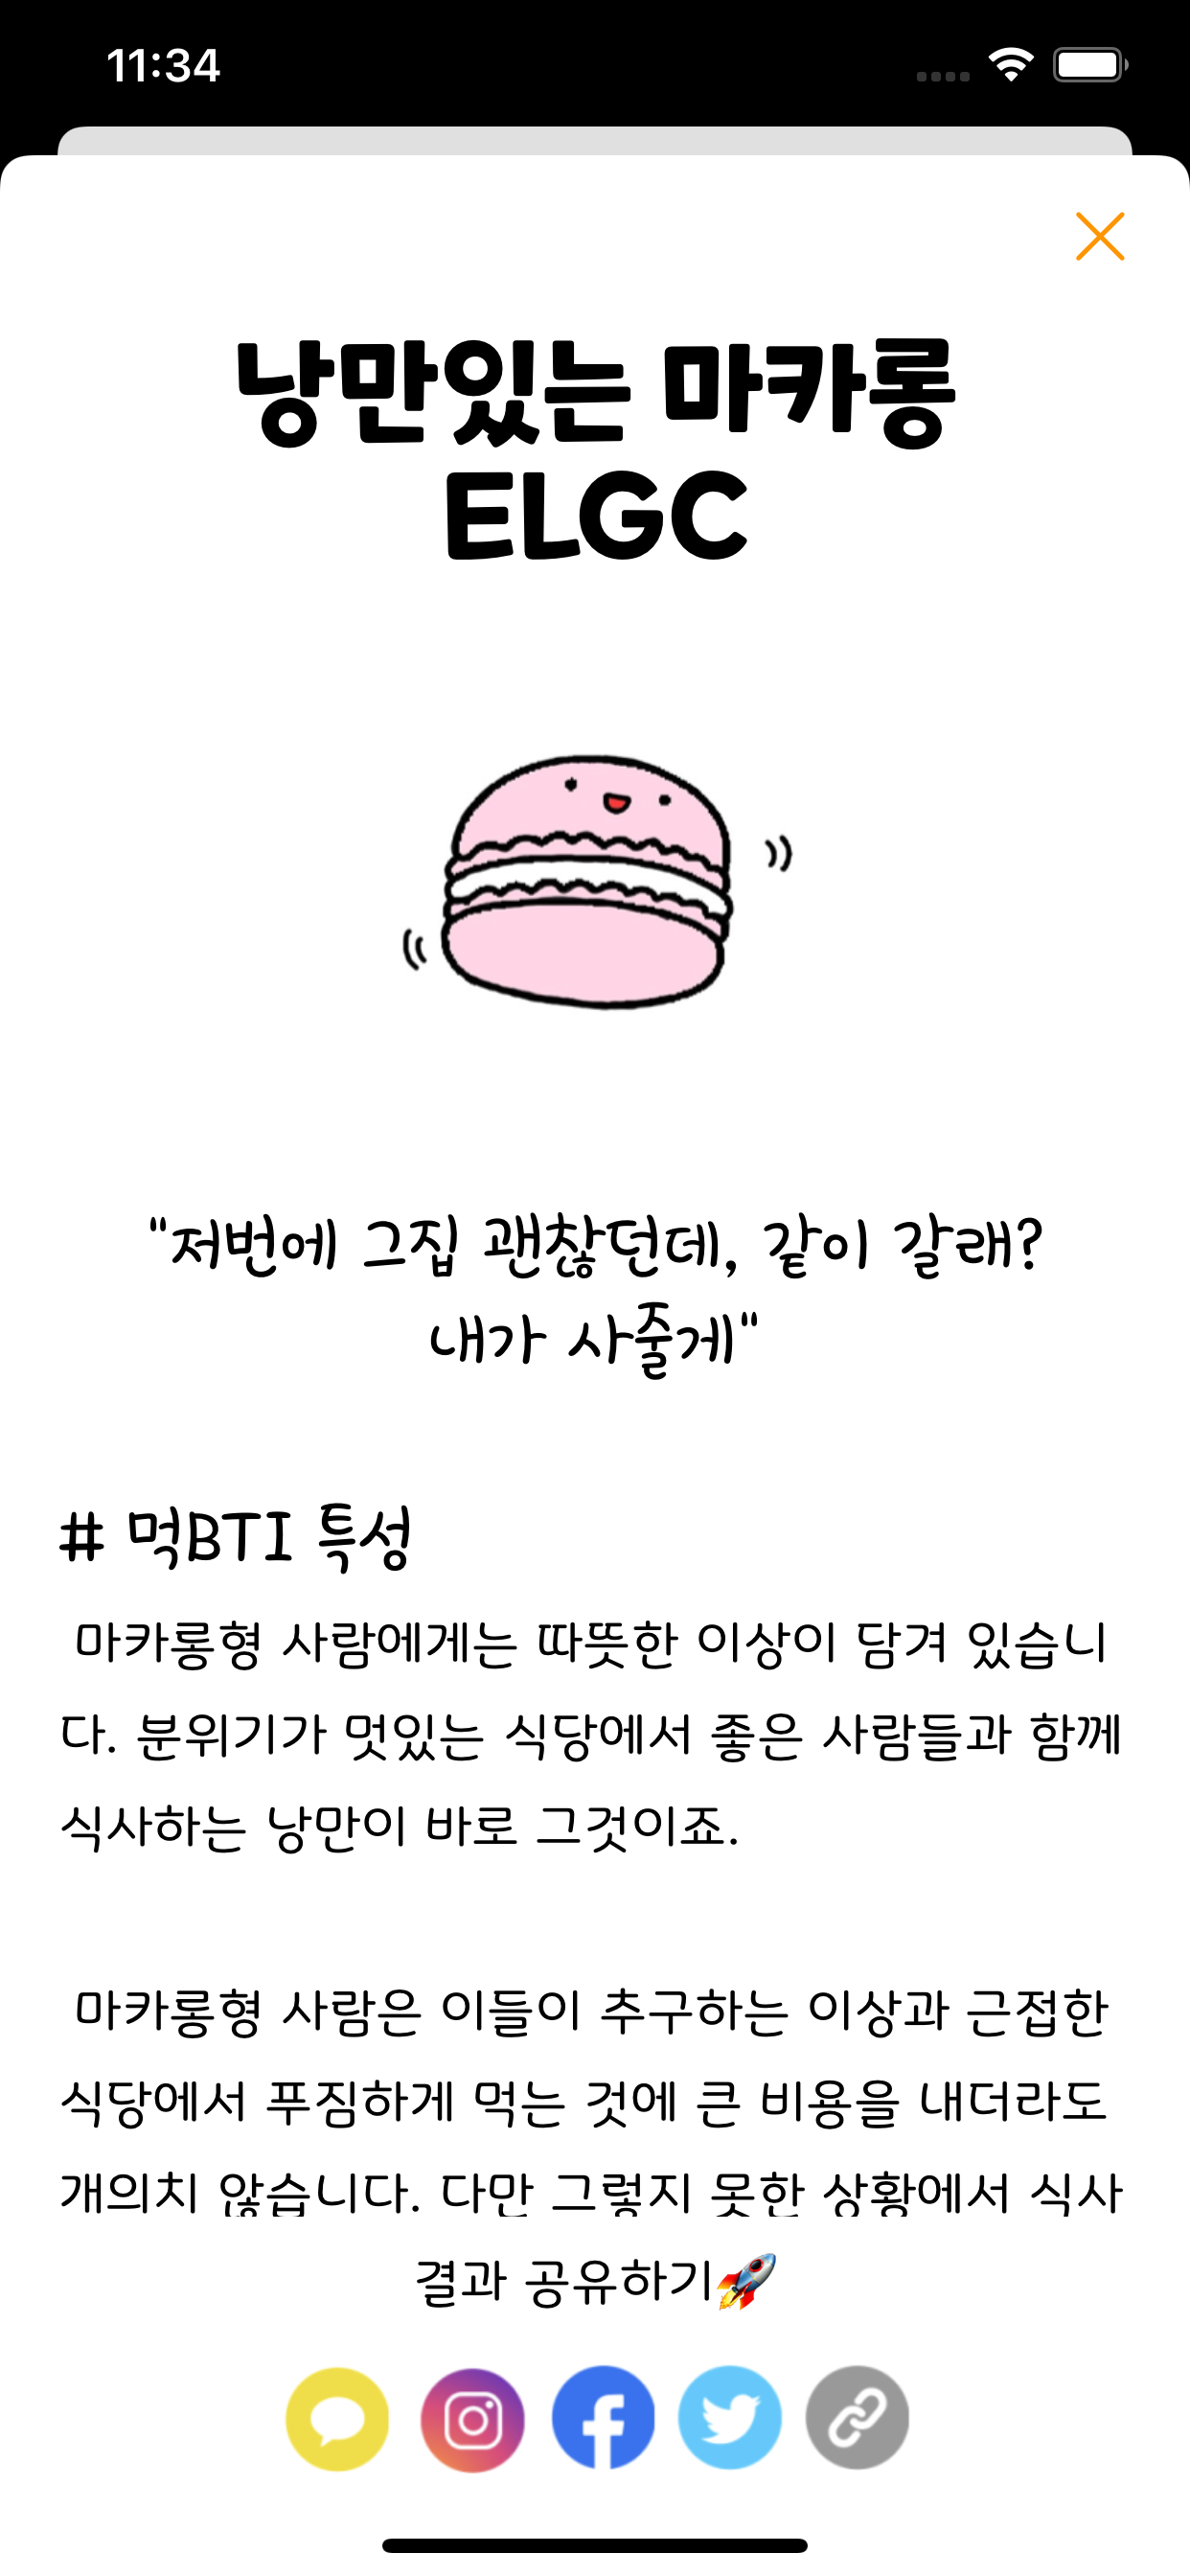 11:34
낭만있는 마카롱
ELGC
"저번에 그집 괜찮던데, 같이 갈래?
내가 사줄게"
# 먹BTI 특성
마카롱형 사람에게는 따뜻한 이상이 담겨 있습니
다. 분위기가 멋있는 식당에서 좋은 사람들과 함께
식사하는 낭만이 바로 그것이죠.
마카롱형 사람은 이들이 추구하는 이상과 근접한
식당에서 푸짐하게 먹는 것에 큰 비용을 내더라도
개의치 않습니다. 다만 그렇지 못한 상황에서 식사
결과 공유하기🚀